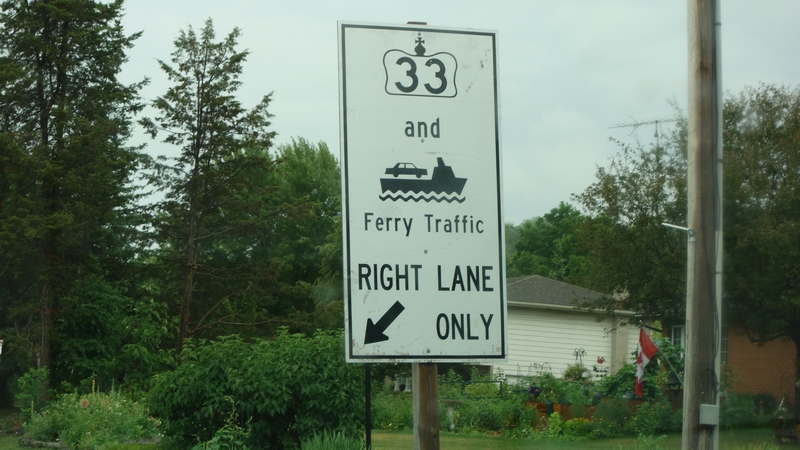 33
and
Ferry Traffic
RIGHT LANE
ONLY